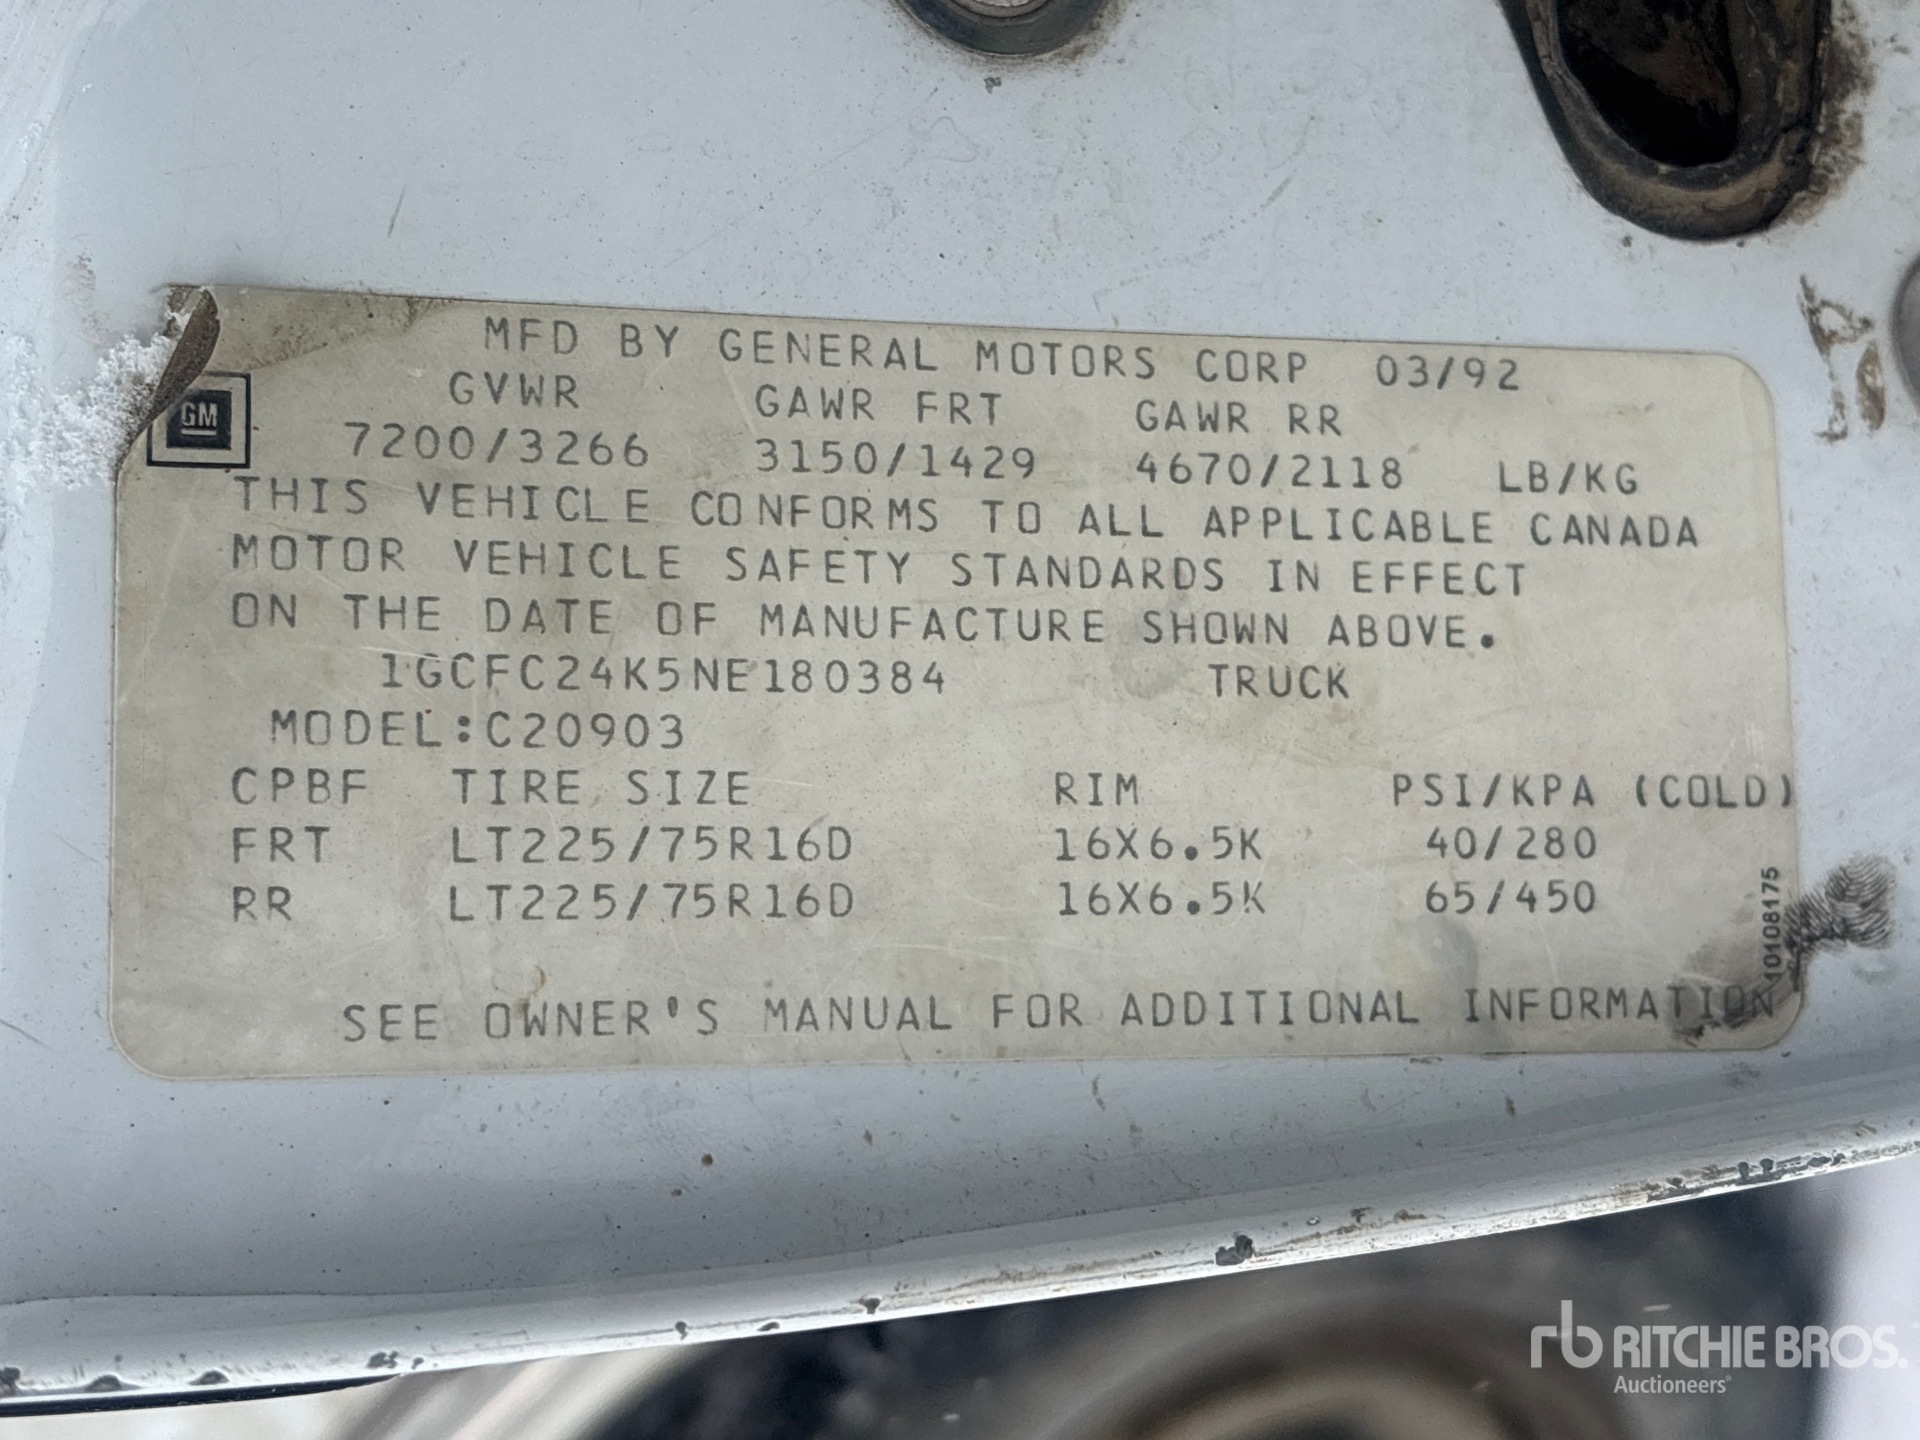 MFD BY GENERAL MOTORS CORP 03/92
GVWR GAWR FRT GAWR RR
GM
7200/3266 3150/1429 4670/2118 LB/KG
THIS VEHICLE CONFORMS TO ALL APPLICABLE CANADA
MOTOR VEHICLE SAFETY STANDARDS IN EFFECT
ON THE DATE OF MANUFACTURE SHOWN ABOVE.
1GCFC24K5NE180384 TRUCK
MODEL:C20903
CPBF TIRE SIZE RIM PSI/KPA (COLD)
FRT LT225/75R16D 16X6.5K 40/280
RR LT225/75R16D 16X6.5K 65/450
10108175
SEE OWNER'S MANUAL FOR ADDITIONAL INFORMATION
rb RITCHIE BROS.
Auctioneers